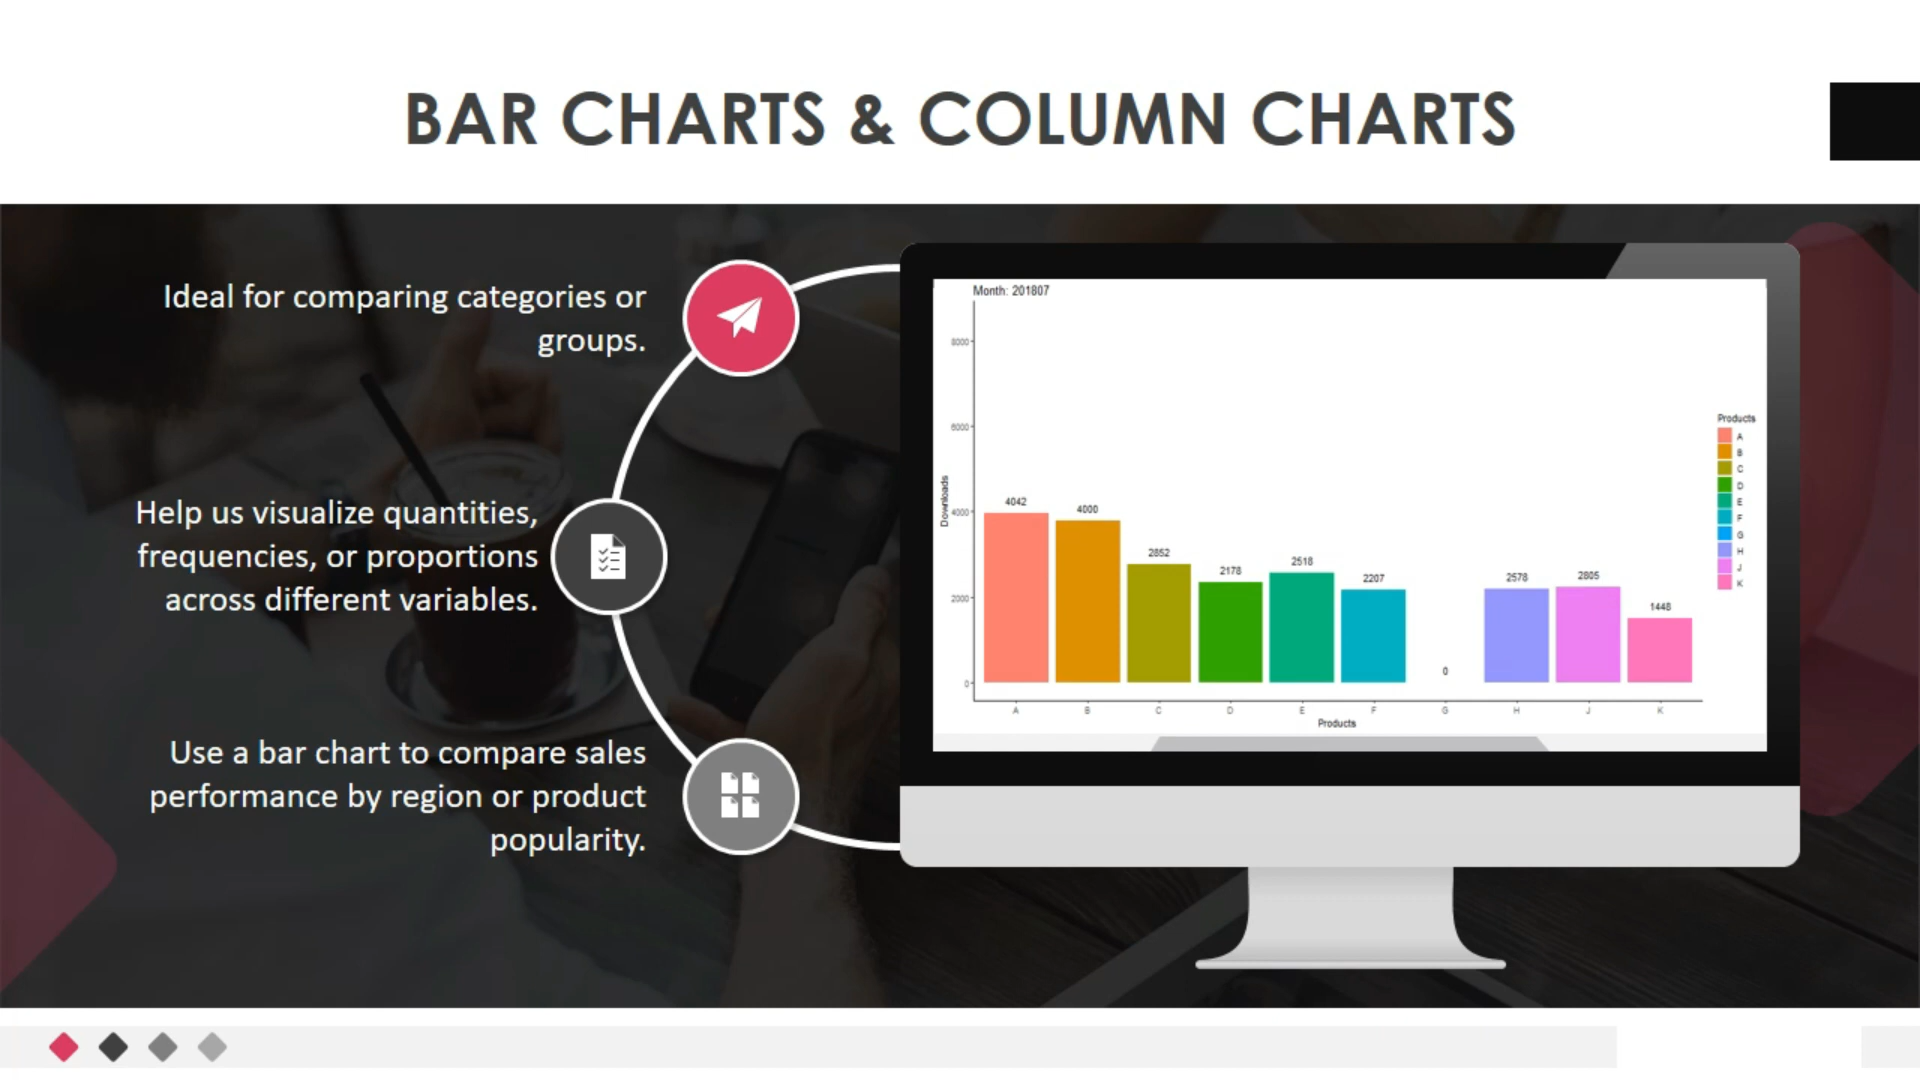 BAR CHARTS & COLUMN CHARTS
Ideal for comparing categories or
groups.
Help us visualize quantities,
frequencies, or proportions
across different variables.
Use a bar chart to compare sales
performance by region or product
popularity.
Month: 201807
Downloads
8000
6000
4000
2000
0
4042
4000
2852
2178
2518
2207
0
2578
2805
1448
A B C D E F G H J K
Products
Products
A
B
C
D
E
F
G
H
J
K